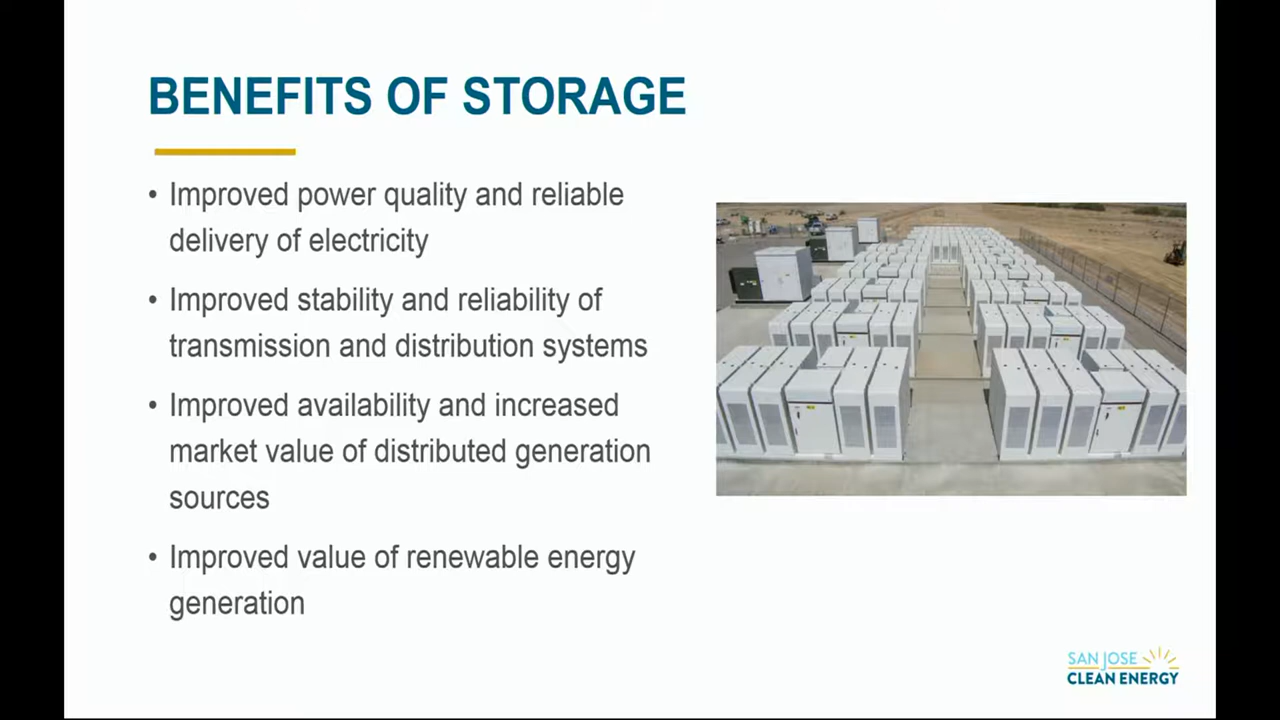 BENEFITS OF STORAGE
• Improved power quality and reliable
delivery of electricity
• Improved stability and reliability of
transmission and distribution systems
• Improved availability and increased
market value of distributed generation
sources
• Improved value of renewable energy
generation
SAN JOSE
CLEAN ENERGY